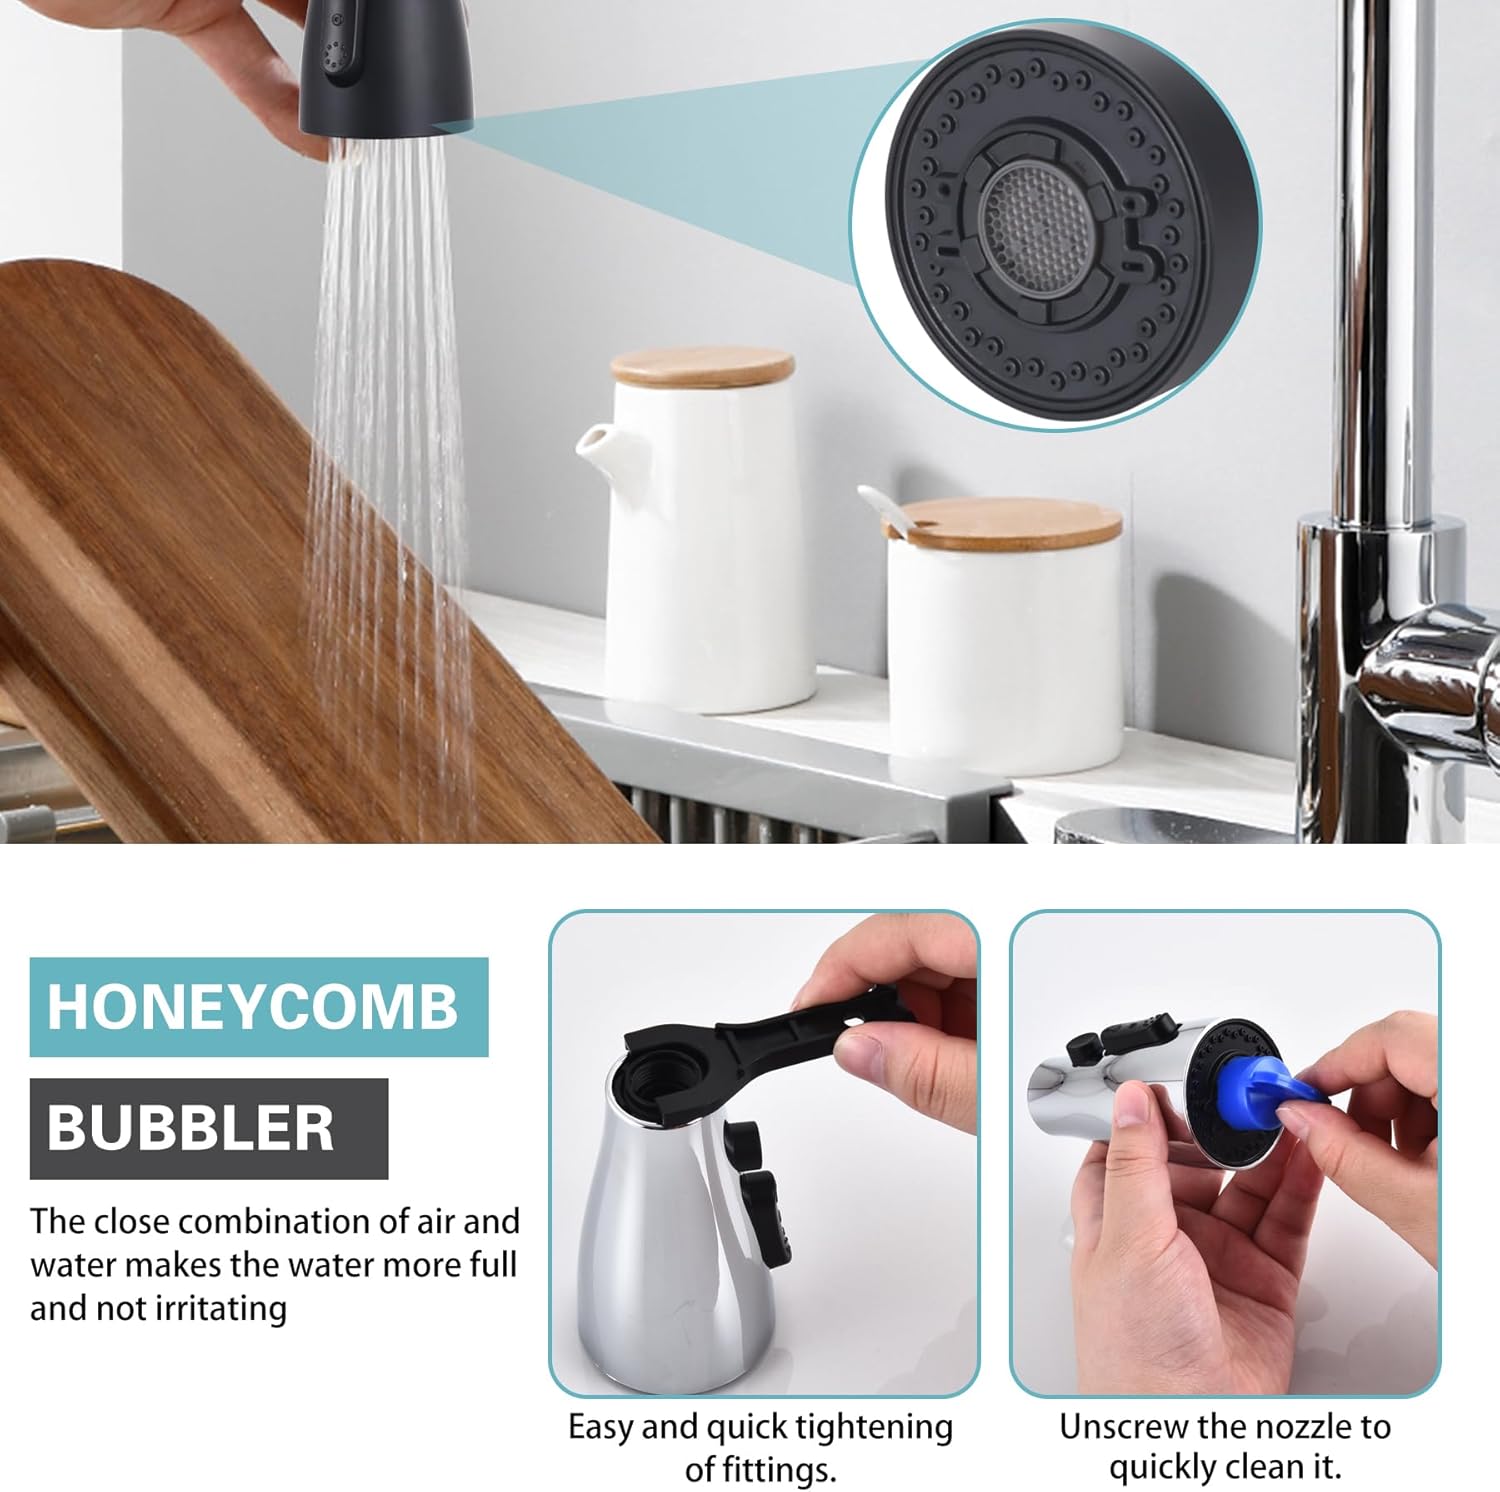 HONEYCOMB
BUBBLER
The close combination of air and
water makes the water more full
and not irritating
Easy and quick tightening
of fittings.
Unscrew the nozzle to
quickly clean it.